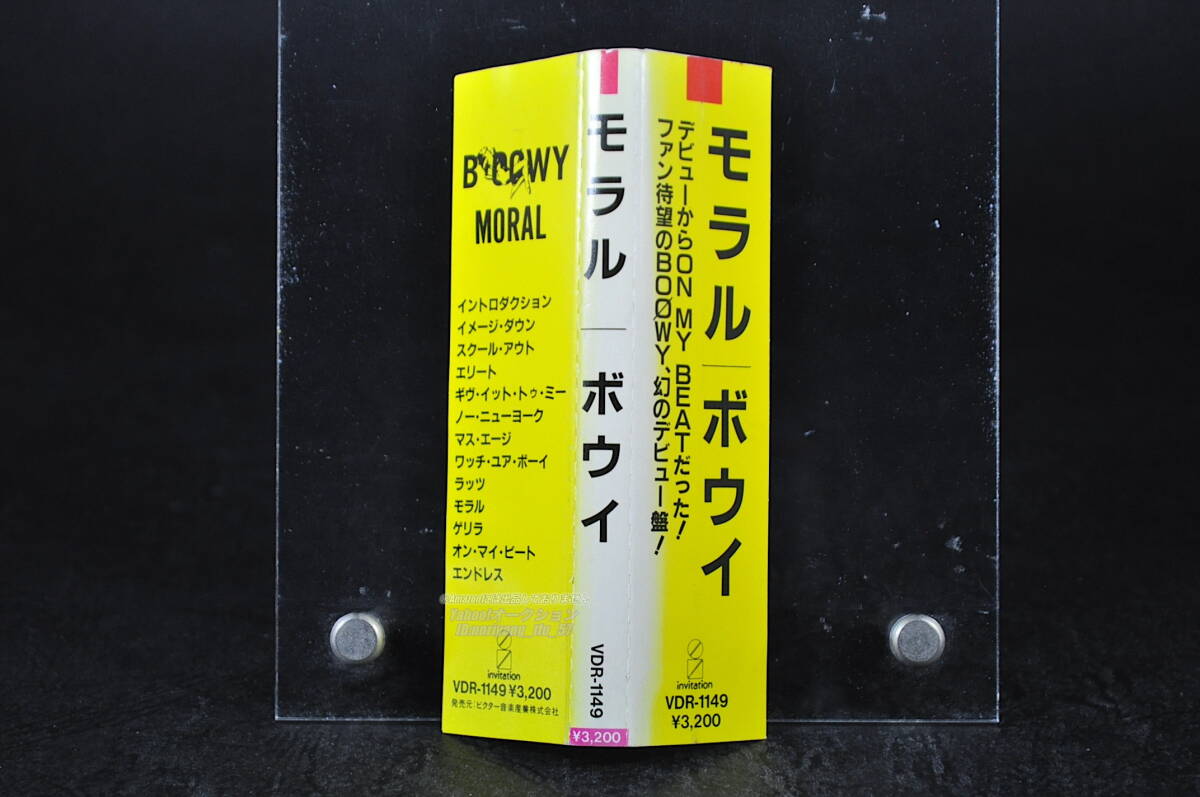 BOØWY
MORAL
イントロダクション
イメージ・ダウン
スクール・アウト
エリート
ギヴ・イット・トゥ・ミー
ノー・ニューヨーク
マス・エージ
ワッチ・ユア・ボーイ
ラッツ
モラル
ゲリラ
オン・マイ・ビート
エンドレス
Yahoo!オークション
invitation
VDR-1149 ¥3,200
発売元:ビクター音楽産業株式会社
モラル
ボウイ
VDR-1149
¥3,200
モラル
ボウイ
デビューからON MY BEATだった!
ファン待望のBOØWY、幻のデビュー盤!
invitation
VDR-1149
¥3,200